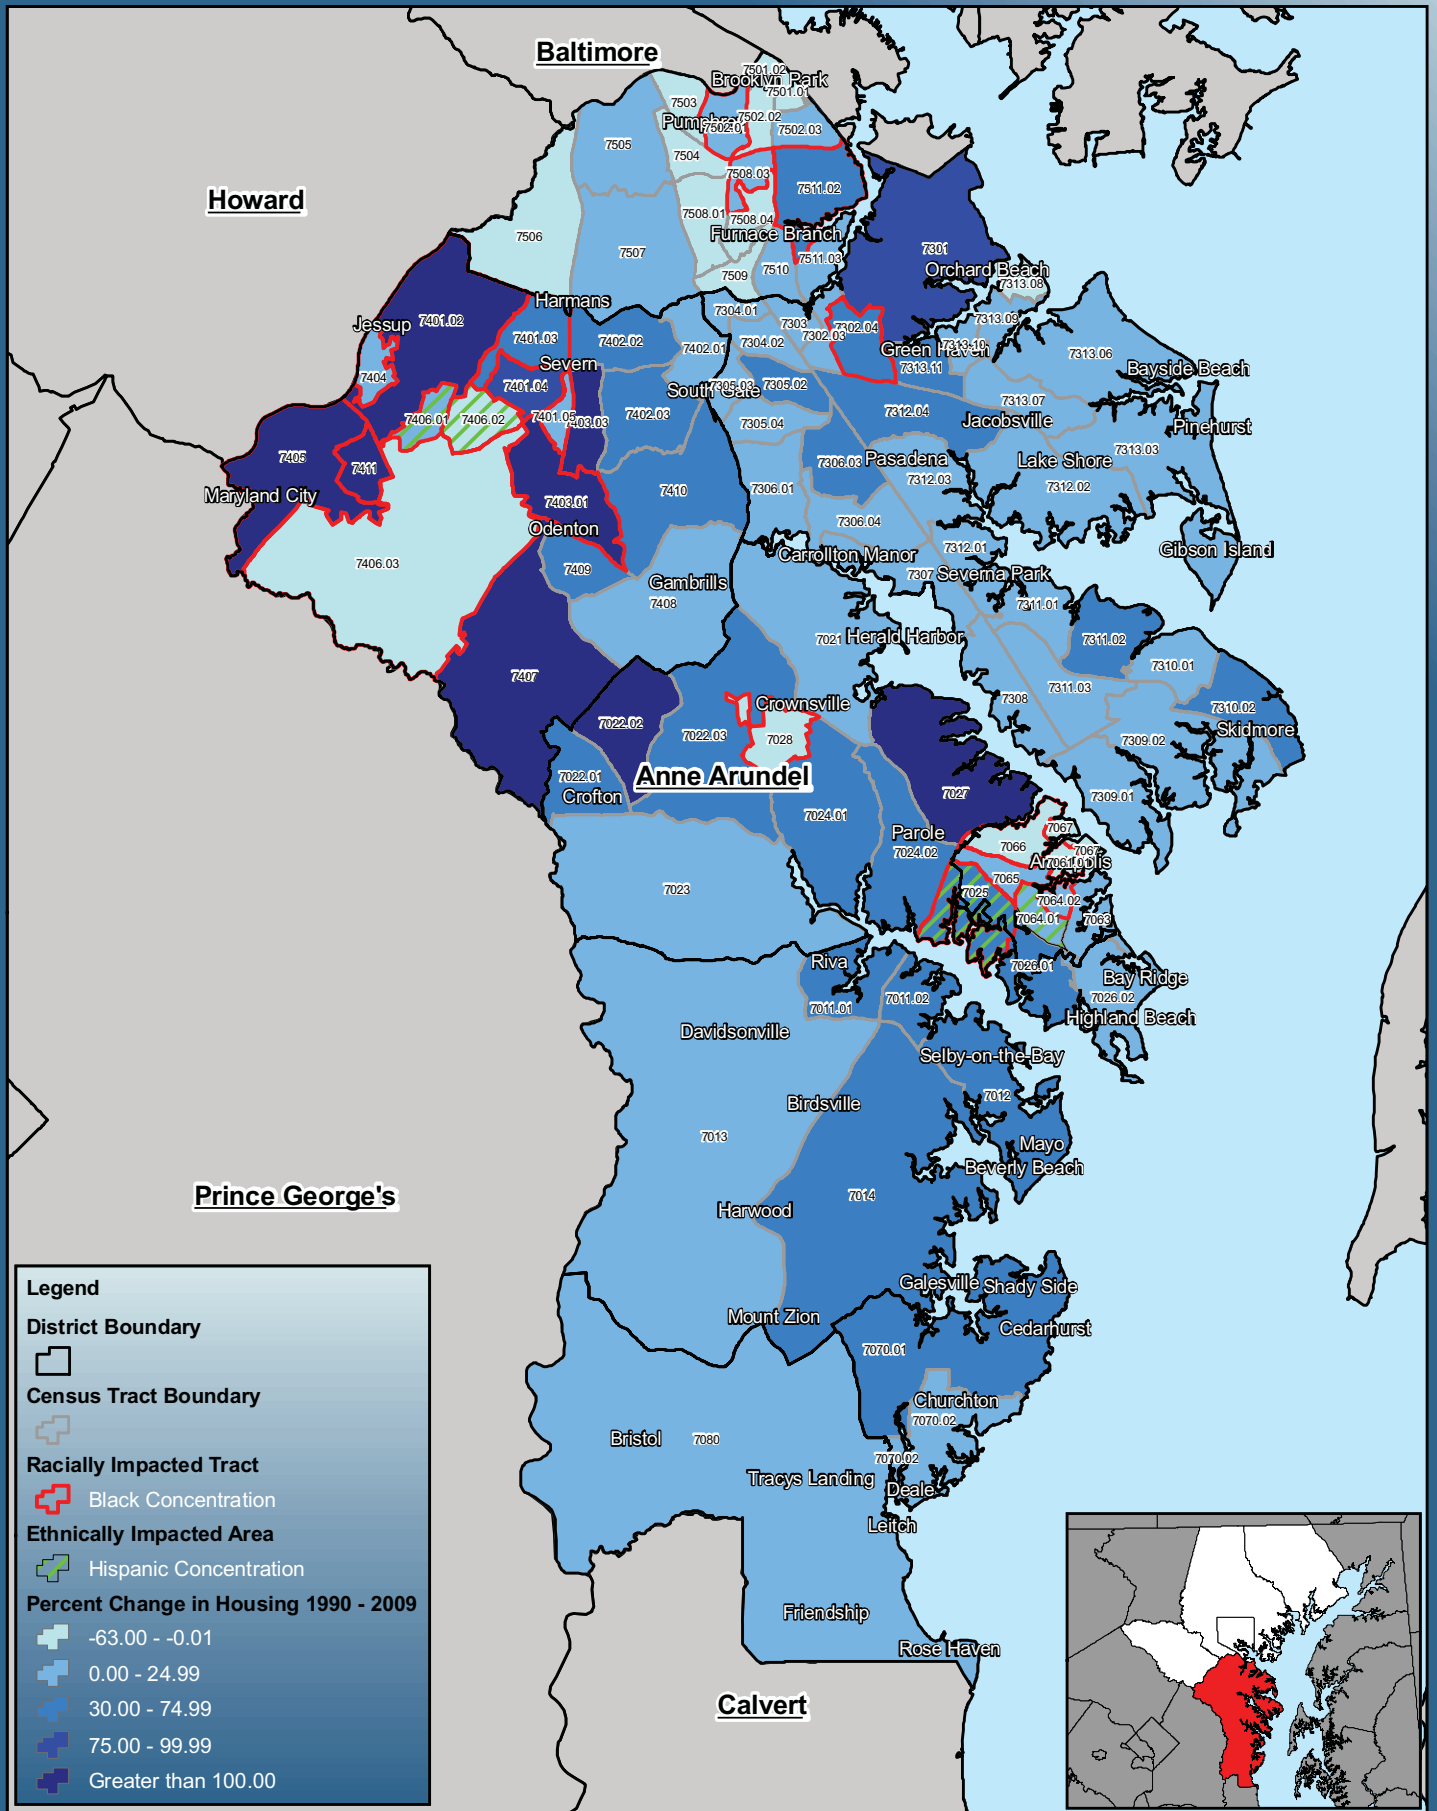 Baltimore
Brooklyn Park
7501.02
7501.01
7503
7502.02
7502.03
7505
7504
7508.03
7511.02
Howard
7508.01
7508.04
7506
Furnace Branch
7507
7301
7511.03
7510
7509
Orchard Beach
7313.08
Harmans
7304.01
7401.02
Jessup
7303
7302.04
7313.09
7302.03
7401.03
7402.02
7304.02
7402.01
7313.06
Severn
7313.11
Bayside Beach
7404
7401.04
7305.02
7313.07
7401.05
7402.03
7312.04
7406.01
7406.02
7305.04
Jacobsville
Pinehurst
7313.03
7405
7411
7306.03
Pasadena
Lake Shore
7312.03
7312.02
Maryland City
7410
7306.01
7403.01
Odenton
7306.04
7312.01
Gibson Island
Carrollton Manor
7406.03
7409
7307
Severna Park
Gambrills
7408
7311.01
7021
Herald Harbor
7311.02
7310.01
7407
7311.03
7308
Crownsville
7310.02
7022.02
7022.03
7028
7309.02
Skidmore
7022.01
Anne Arundel
Crofton
7027
7309.01
7024.01
Parole
7067
7066
7024.02
7067
7065
7023
7025
7064.02
7064.01
7063
Riva
7026.01
Bay Ridge
7011.01
7011.02
7026.02
Highland Beach
Davidsonville
Selby-on-the-Bay
7012
Birdsville
7013
Mayo
Beverly Beach
Prince George's
7014
Harwood
Galesville
Shady Side
Mount Zion
Cedarhurst
7070.01
Churchton
7070.02
Bristol
7080
7070.02
Tracys Landing
Deale
Leitch
Friendship
Rose Haven
Calvert
Legend
District Boundary
Census Tract Boundary
Racially Impacted Tract
Black Concentration
Ethnically Impacted Area
Hispanic Concentration
Percent Change in Housing 1990 - 2009
-63.00 - -0.01
0.00 - 24.99
30.00 - 74.99
75.00 - 99.99
Greater than 100.00